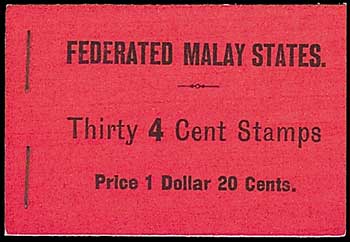 FEDERATED MALAY STATES.
Thirty 4 Cent Stamps
Price 1 Dollar 20 Cents.